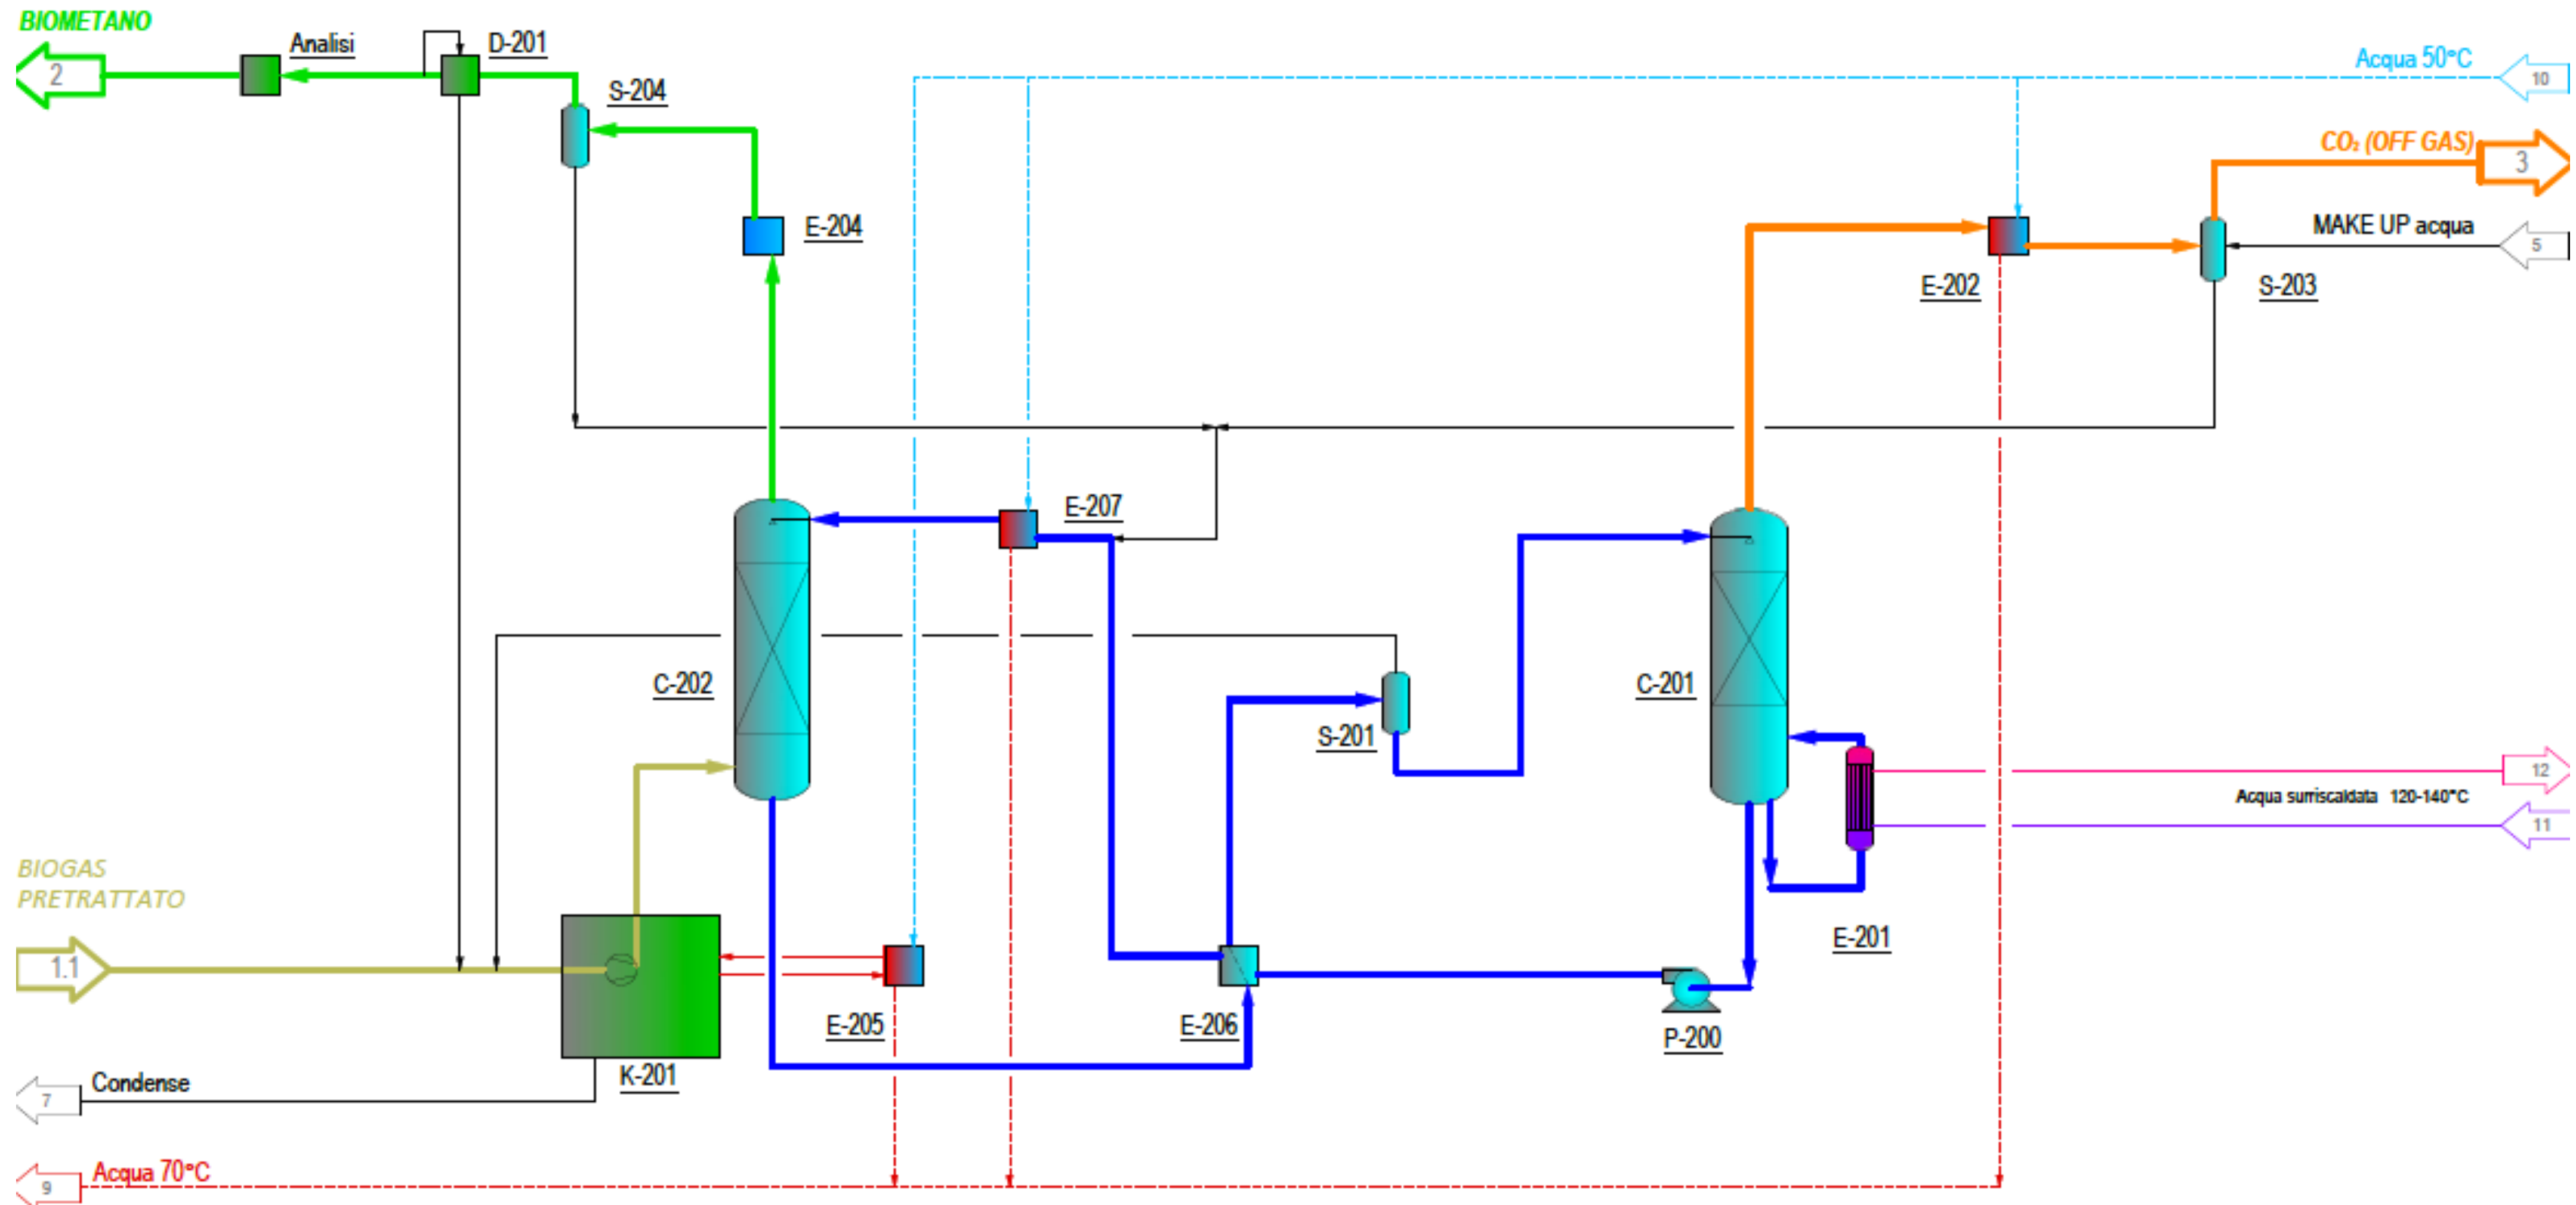 BIOMETANO
2
Analisi
D-201
S-204
E-204
Acqua 50°C
10
CO₂ (OFF GAS)
3
MAKE UP acqua
5
E-202
S-203
E-207
C-202
S-201
C-201
12
Acqua surriscaldata 120-140°C
11
BIOGAS
PRETRATTATO
1.1
E-201
E-205
E-206
P-200
K-201
Condense
7
Acqua 70°C
9